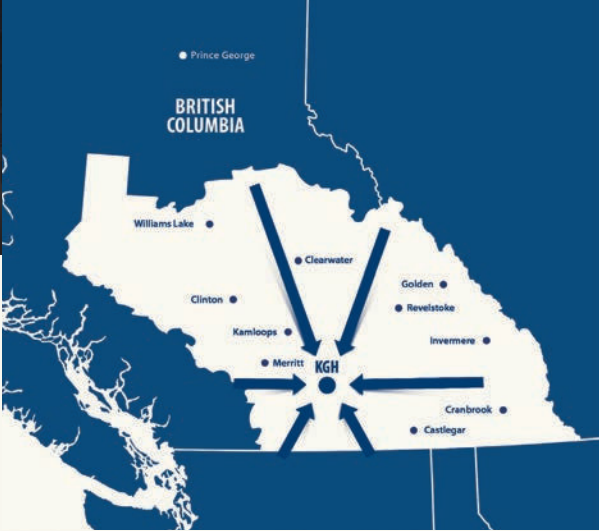 Prince George
BRITISH
COLUMBIA
Williams Lake
Clearwater
Golden
Clinton
Revelstoke
Kamloops
Invermere
Merritt
KGH
Cranbrook
Castlegar